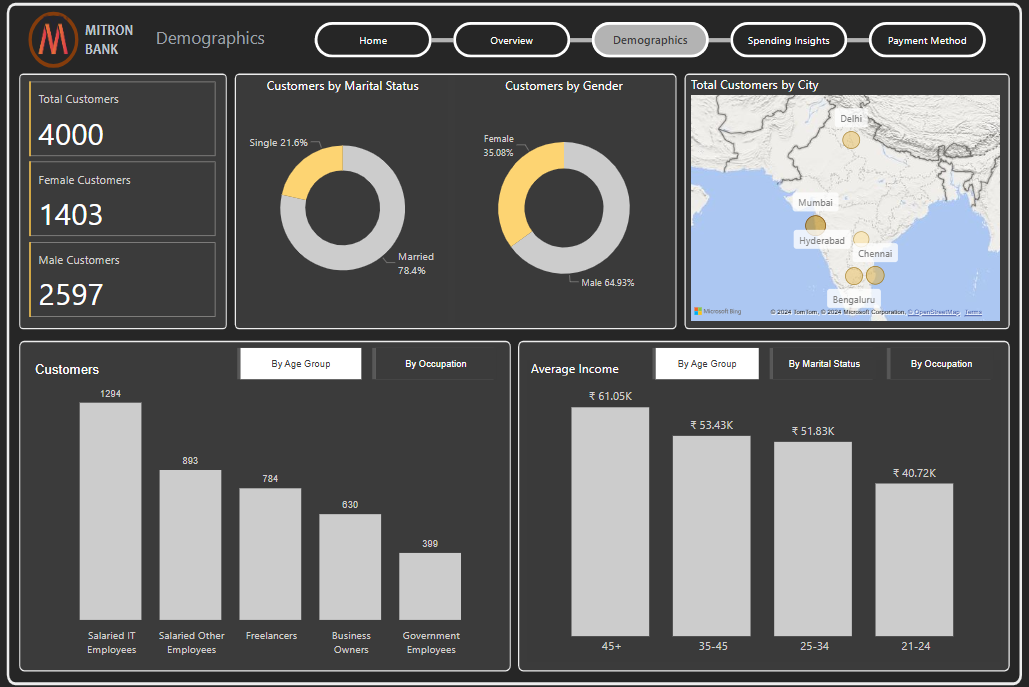 MITRON
BANK
Demographics
Home
Overview
Demographics
Spending Insights
Payment Method
Total Customers
4000
Female Customers
1403
Male Customers
2597
Customers by Marital Status
Single 21.6%
Married
78.4%
Customers by Gender
Female
35.08%
Male 64.93%
Total Customers by City
Delhi
Mumbai
Hyderabad
Chennai
Bengaluru
Microsoft Bing
© 2024 TomTom, © 2024 Microsoft Corporation, © OpenStreetMap Terms
Customers
By Age Group
By Occupation
1294
893
784
630
399
Salaried IT
Employees
Salaried Other
Employees
Freelancers
Business
Owners
Government
Employees
Average Income
By Age Group
By Marital Status
By Occupation
₹ 61.05K
₹ 53.43K
₹ 51.83K
₹ 40.72K
45+
35-45
25-34
21-24